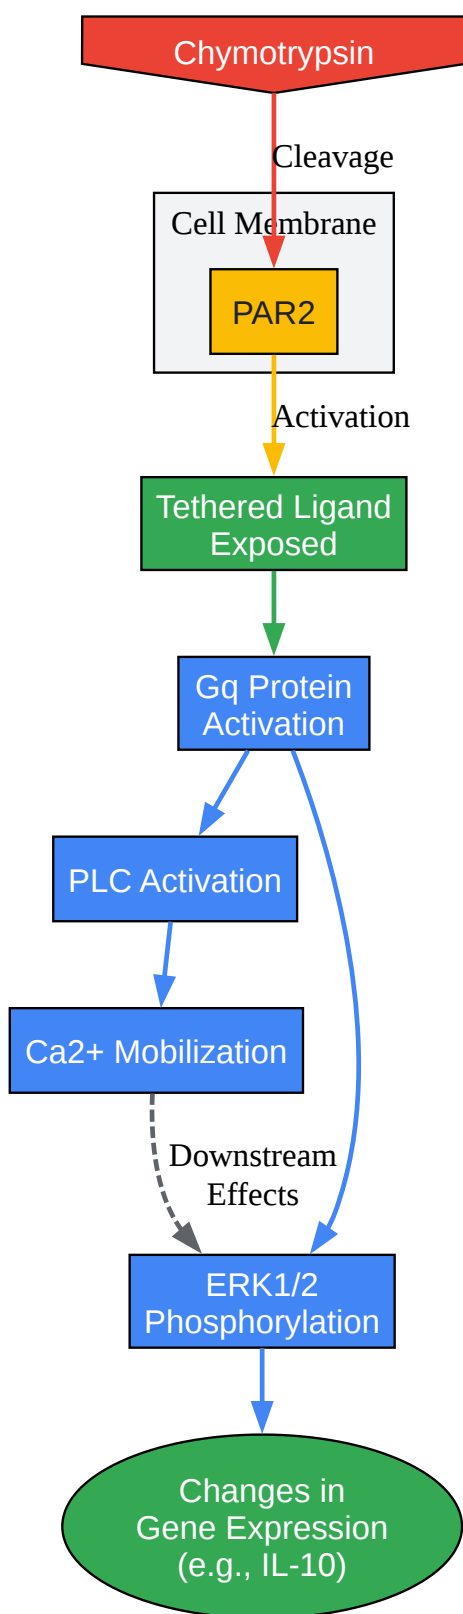 Chymotrypsin
Cleavage
Cell Membrane
PAR2
Activation
Tethered Ligand
Exposed
Gq Protein
Activation
PLC Activation
Ca2+ Mobilization
Downstream
Effects
ERK1/2
Phosphorylation
Changes in
Gene Expression
(e.g., IL-10)